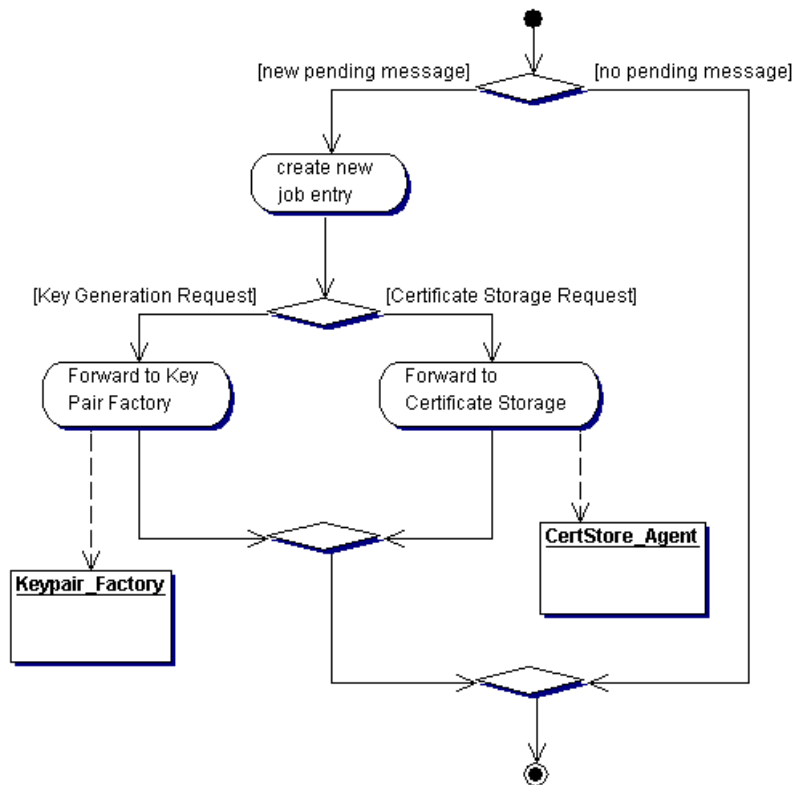 [new pending message]
[no pending message]
create new
job entry
[Key Generation Request]
[Certificate Storage Request]
Forward to Key
Pair Factory
Forward to
Certificate Storage
CertStore_Agent
Keypair_Factory